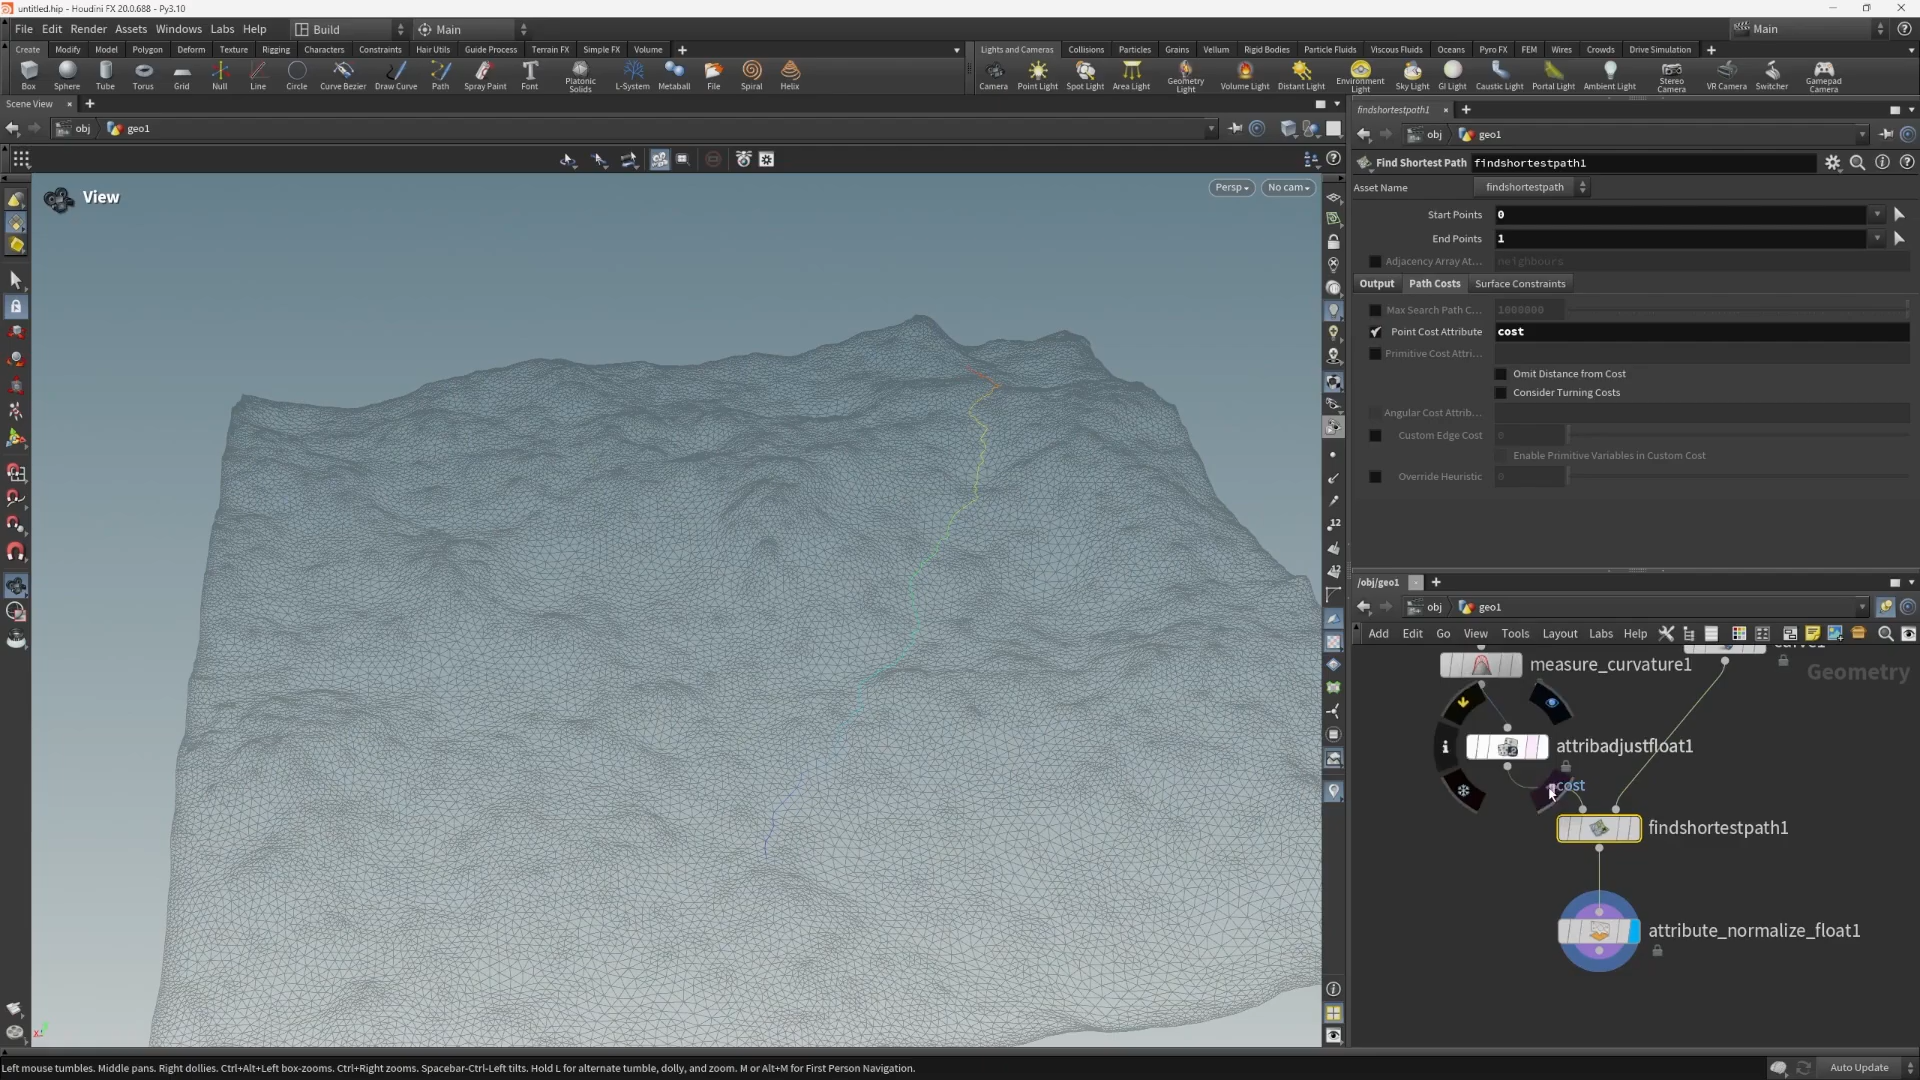 untitled.hip - Houdini FX 20.0.688 - Py3.10
File Edit Render Assets Windows Labs Help Build Main Main
Create Modify Model Polygon Deform Texture Rigging Characters Constraints Hair Utils Guide Process Terrain FX Simple FX Volume
Lights and Cameras Collisions Particles Grains Vellum Rigid Bodies Particle Fluids Viscous Fluids Oceans Pyro FX FEM Wires Crowds Drive Simulation
Box Sphere Tube Torus Grid Null Line Circle Curve Bezier Draw Curve Path Spray Paint Font Platonic Solids L-System Metaball File Spiral Helix
Camera Point Light Spot Light Area Light Geometry Light Volume Light Distant Light Environment Light Sky Light GI Light Caustic Light Portal Light Ambient Light Stereo Camera VR Camera Switcher Gamepad Camera
Scene View
obj geo1
View
Persp No cam
findshortestpath1
obj geo1
Find Shortest Path findshortestpath1
Asset Name findshortestpath
Start Points 0
End Points 1
Adjacency Array At... neighbours
Output Path Costs Surface Constraints
Max Search Path C... 1000000
Point Cost Attribute cost
Primitive Cost Attri...
Omit Distance from Cost
Consider Turning Costs
Angular Cost Attrib...
Custom Edge Cost 0
Enable Primitive Variables in Custom Cost
Override Heuristic 0
/obj/geo1
obj geo1
Add Edit Go View Tools Layout Labs Help
measure_curvature1
Geometry
attribadjustfloat1
cost
findshortestpath1
attribute_normalize_float1
12
12
Left mouse tumbles. Middle pans. Right dollies. Ctrl+Alt+Left box-zooms. Ctrl+Right zooms. Spacebar-Ctrl-Left tilts. Hold L for alternate tumble, dolly, and zoom. M or Alt+M for First Person Navigation.
Auto Update